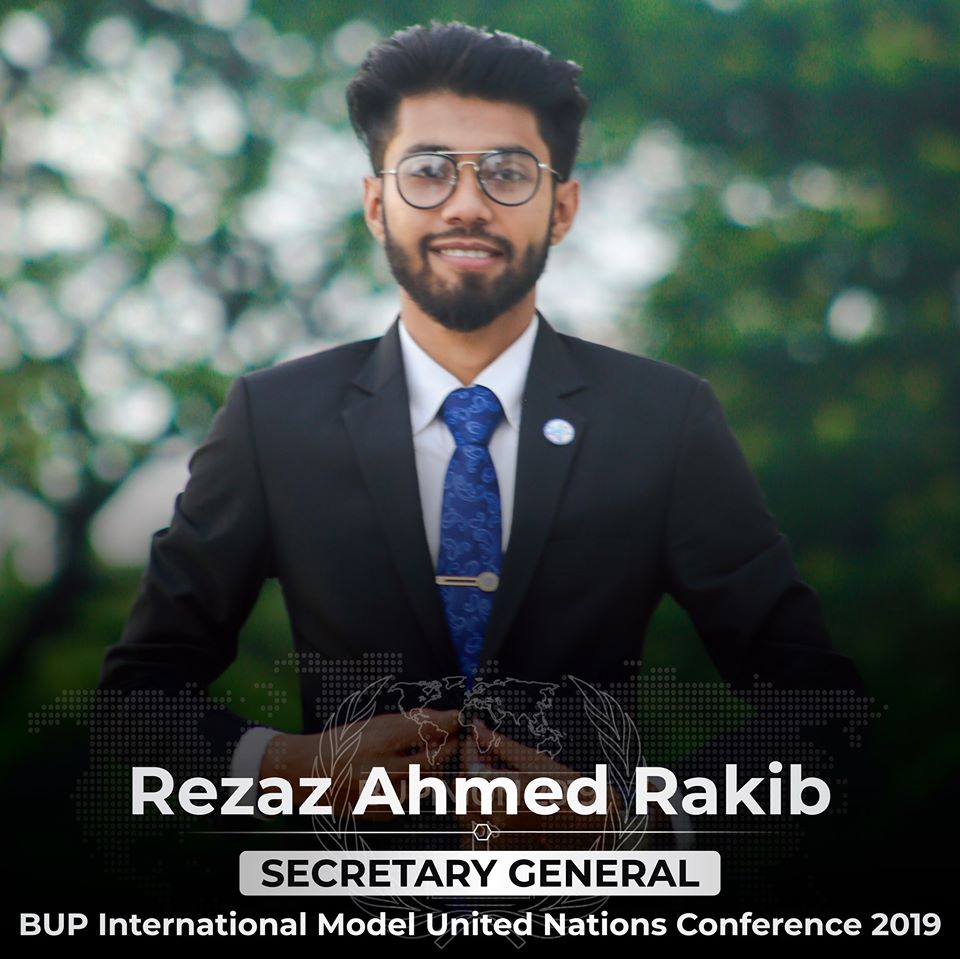 Rezaz Ahmed Rakib
SECRETARY GENERAL
BUP International Model United Nations Conference 2019